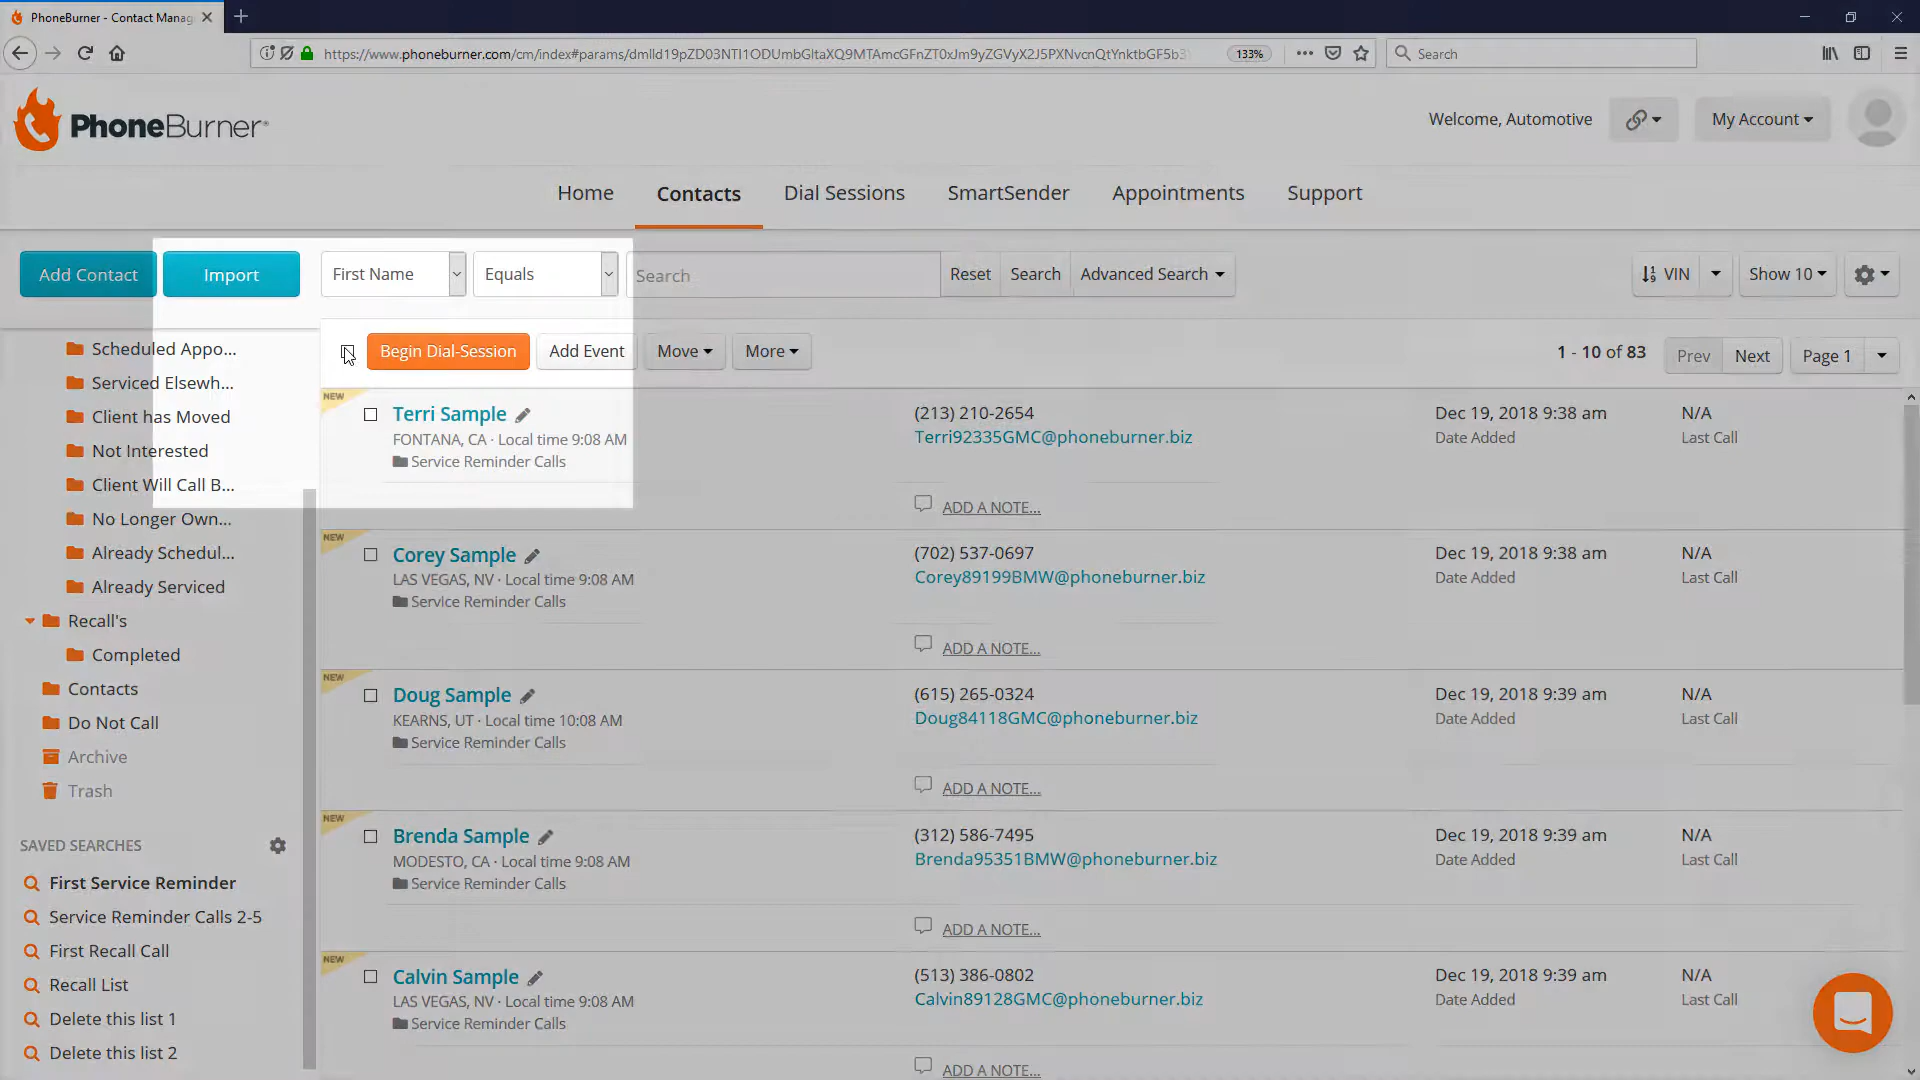 PhoneBurner - Contact Manag
https://www.phoneburner.com/cm/index#params/dmlld19pZD03NTI1ODUmbGltaXQ9MTAmcGFnZT0xJm9yZGVyX2J5PXNvcnQtYnktbGF5b3
133%
Search
PhoneBurner
Welcome, Automotive
My Account
Home
Contacts
Dial Sessions
SmartSender
Appointments
Support
Add Contact
Import
First Name
Equals
Search
Reset
Search
Advanced Search
VIN
Show 10
Begin Dial-Session
Add Event
Move
More
1 - 10 of 83
Prev
Next
Page 1
Scheduled Appo...
Serviced Elsewh...
Client has Moved
Not Interested
Client Will Call B...
No Longer Own...
Already Schedul...
Already Serviced
Recall's
Completed
Contacts
Do Not Call
Archive
Trash
SAVED SEARCHES
First Service Reminder
Service Reminder Calls 2-5
First Recall Call
Recall List
Delete this list 1
Delete this list 2
NEW
Terri Sample
(213) 210-2654
Dec 19, 2018 9:38 am
N/A
FONTANA, CA · Local time 9:08 AM
Terri92335GMC@phoneburner.biz
Date Added
Last Call
Service Reminder Calls
ADD A NOTE...
NEW
Corey Sample
(702) 537-0697
Dec 19, 2018 9:38 am
N/A
LAS VEGAS, NV · Local time 9:08 AM
Corey89199BMW@phoneburner.biz
Date Added
Last Call
Service Reminder Calls
ADD A NOTE...
NEW
Doug Sample
(615) 265-0324
Dec 19, 2018 9:39 am
N/A
KEARNS, UT · Local time 10:08 AM
Doug84118GMC@phoneburner.biz
Date Added
Last Call
Service Reminder Calls
ADD A NOTE...
NEW
Brenda Sample
(312) 586-7495
Dec 19, 2018 9:39 am
N/A
MODESTO, CA · Local time 9:08 AM
Brenda95351BMW@phoneburner.biz
Date Added
Last Call
Service Reminder Calls
ADD A NOTE...
NEW
Calvin Sample
(513) 386-0802
Dec 19, 2018 9:39 am
N/A
LAS VEGAS, NV · Local time 9:08 AM
Calvin89128GMC@phoneburner.biz
Date Added
Last Call
Service Reminder Calls
ADD A NOTE...